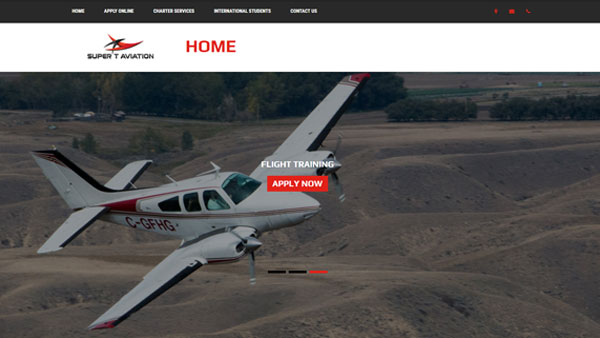 HOME APPLY ONLINE CHARTER SERVICES INTERNATIONAL STUDENTS CONTACT US
SUPER T AVIATION
HOME
FLIGHT TRAINING
APPLY NOW
C-GFHG